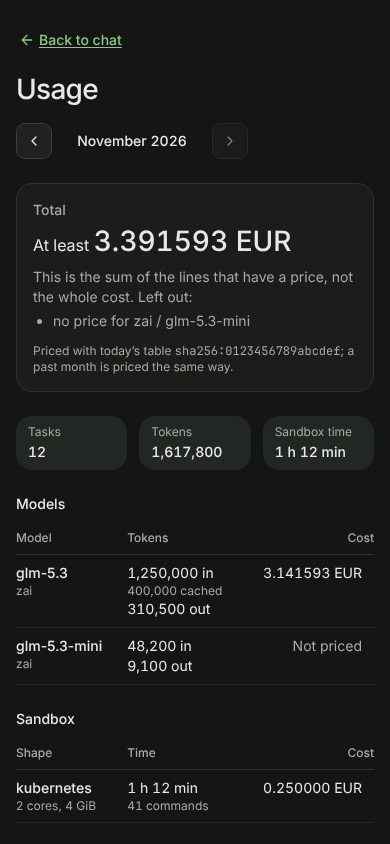 ← Back to chat
Usage
November 2026
Total
At least 3.391593 EUR
This is the sum of the lines that have a price, not
the whole cost. Left out:
• no price for zai / glm-5.3-mini
Priced with today's table sha256:0123456789abcdef; a
past month is priced the same way.
Tasks Tokens Sandbox time
12 1,617,800 1 h 12 min
Models
Model Tokens Cost
glm-5.3 1,250,000 in 3.141593 EUR
zai 400,000 cached
310,500 out
glm-5.3-mini 48,200 in Not priced
zai 9,100 out
Sandbox
Shape Time Cost
kubernetes 1 h 12 min 0.250000 EUR
2 cores, 4 GiB 41 commands